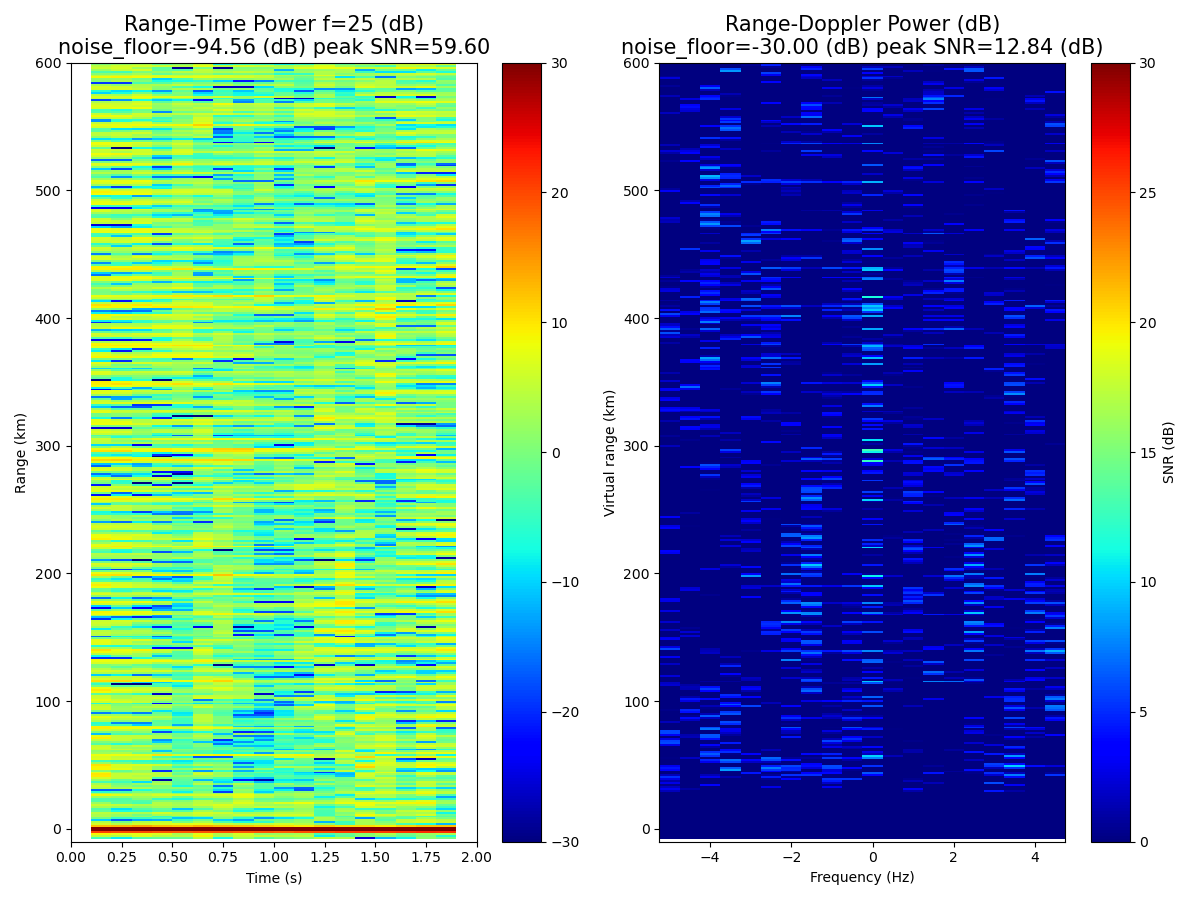 Range-Time Power f=25 (dB)
noise_floor=-94.56 (dB) peak SNR=59.60
Range (km)
600
500
400
300
200
100
0
0.00 0.25 0.50 0.75 1.00 1.25 1.50 1.75 2.00
Time (s)
30
20
10
0
−10
−20
−30
Range-Doppler Power (dB)
noise_floor=-30.00 (dB) peak SNR=12.84 (dB)
Virtual range (km)
600
500
400
300
200
100
0
−4 −2 0 2 4
Frequency (Hz)
30
25
20
15
10
5
0
SNR (dB)